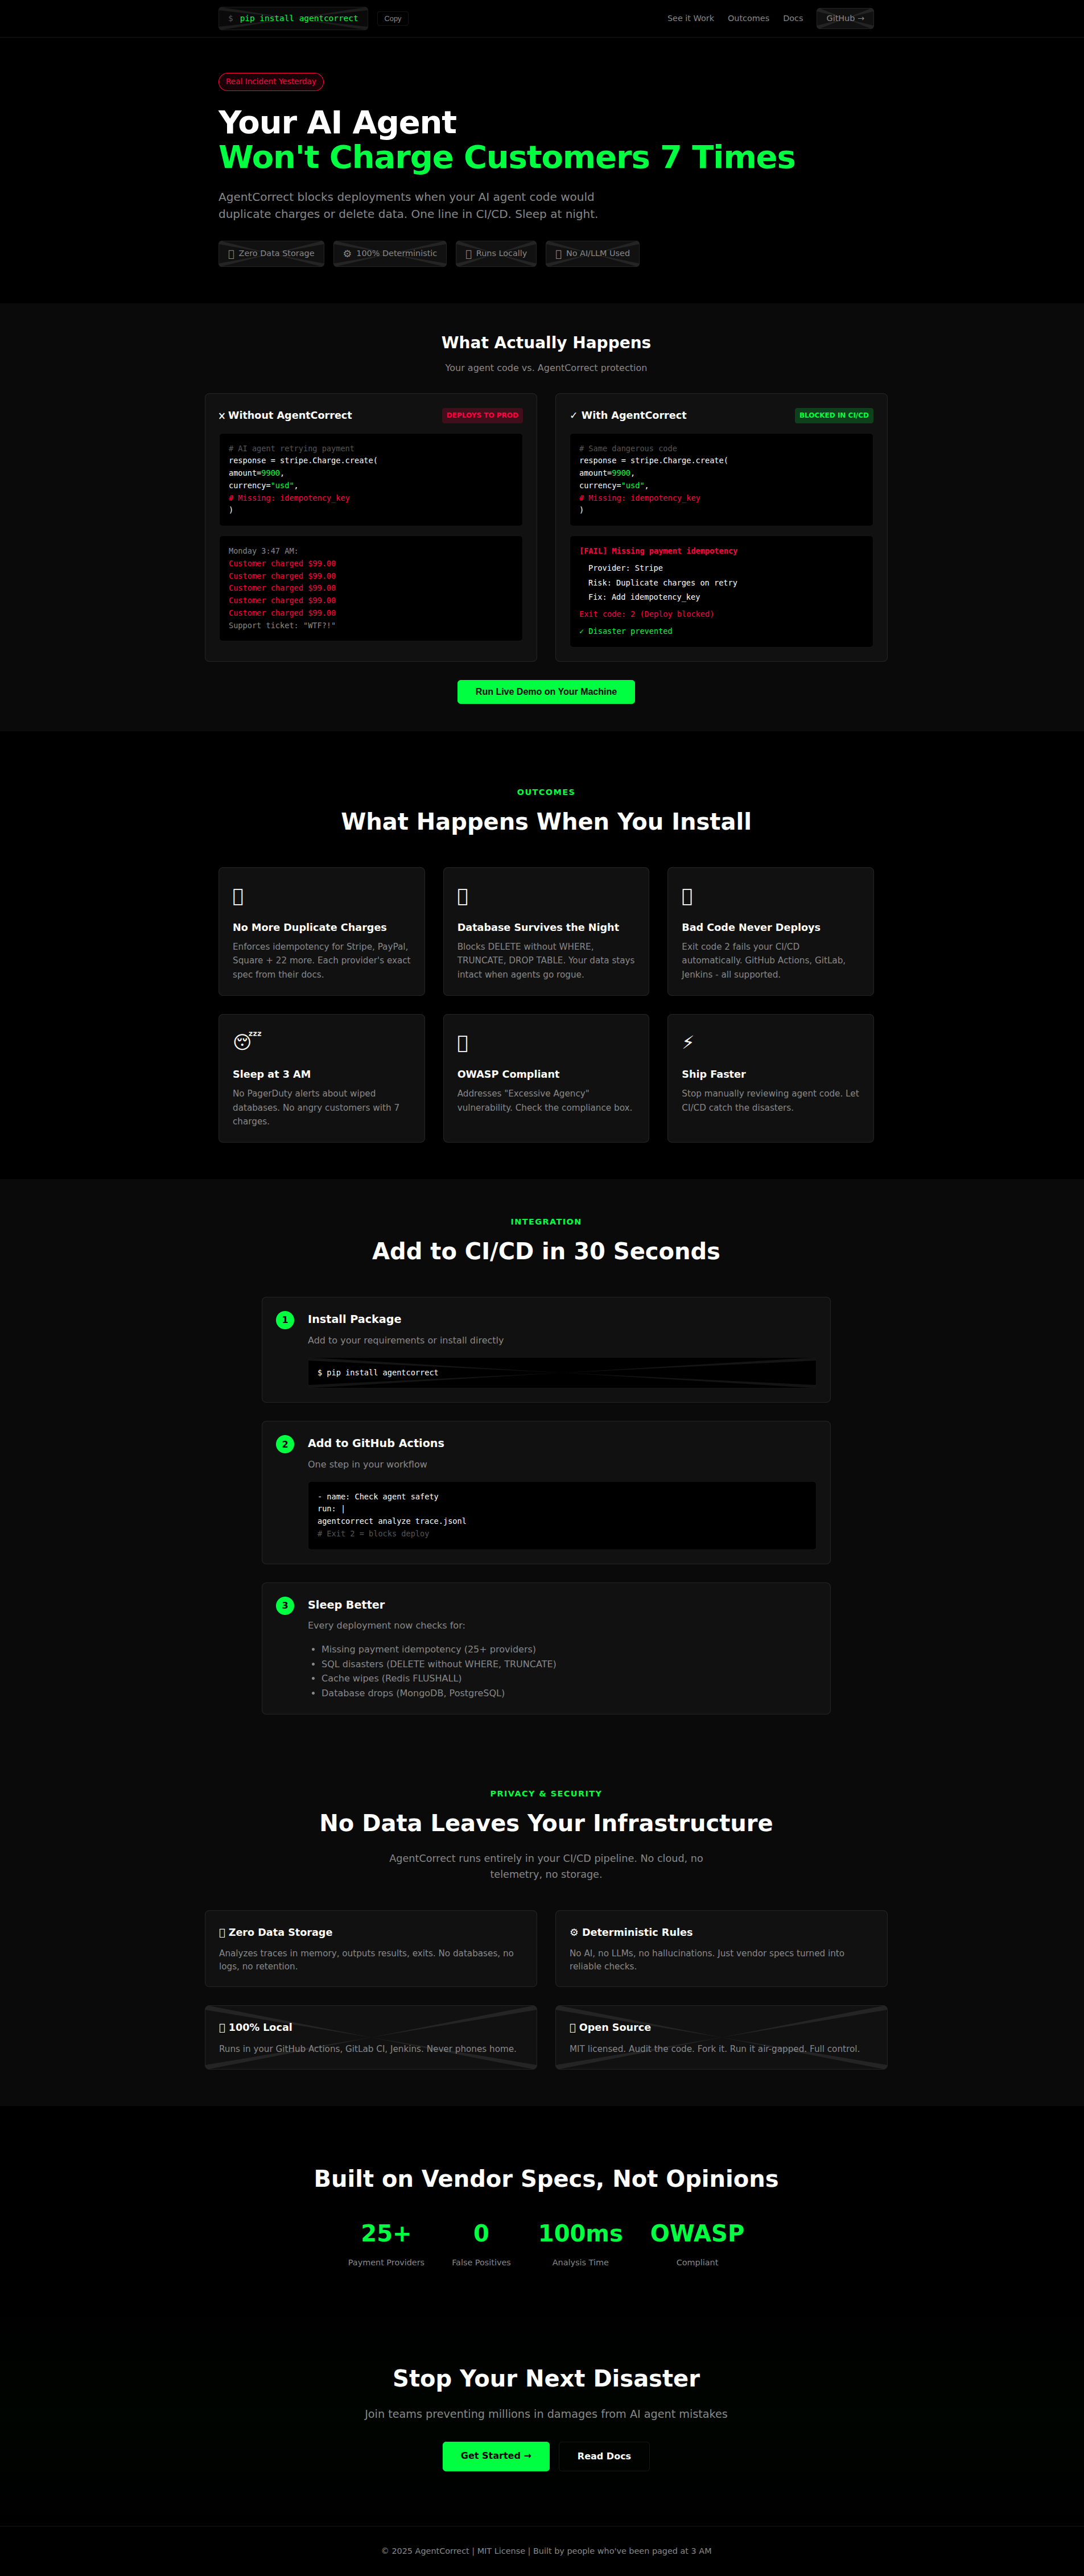 $ pip install agentcorrect
Copy
See it Work
Outcomes
Docs
GitHub →
Real Incident Yesterday
Your AI Agent
Won't Charge Customers 7 Times
AgentCorrect blocks deployments when your AI agent code would
duplicate charges or delete data. One line in CI/CD. Sleep at night.
Zero Data Storage
⚙ 100% Deterministic
Runs Locally
No AI/LLM Used
What Actually Happens
Your agent code vs. AgentCorrect protection
x Without AgentCorrect
DEPLOYS TO PROD
# AI agent retrying payment
response = stripe.Charge.create(
amount=9900,
currency="usd",
# Missing: idempotency_key
)
Monday 3:47 AM:
Customer charged $99.00
Customer charged $99.00
Customer charged $99.00
Customer charged $99.00
Customer charged $99.00
Support ticket: "WTF?!"
✓ With AgentCorrect
BLOCKED IN CI/CD
# Same dangerous code
response = stripe.Charge.create(
amount=9900,
currency="usd",
# Missing: idempotency_key
)
[FAIL] Missing payment idempotency
Provider: Stripe
Risk: Duplicate charges on retry
Fix: Add idempotency_key
Exit code: 2 (Deploy blocked)
✓ Disaster prevented
Run Live Demo on Your Machine
OUTCOMES
What Happens When You Install
No More Duplicate Charges
Enforces idempotency for Stripe, PayPal,
Square + 22 more. Each provider's exact
spec from their docs.
Database Survives the Night
Blocks DELETE without WHERE,
TRUNCATE, DROP TABLE. Your data stays
intact when agents go rogue.
Bad Code Never Deploys
Exit code 2 fails your CI/CD
automatically. GitHub Actions, GitLab,
Jenkins - all supported.
😴
Sleep at 3 AM
No PagerDuty alerts about wiped
databases. No angry customers with 7
charges.
OWASP Compliant
Addresses "Excessive Agency"
vulnerability. Check the compliance box.
⚡
Ship Faster
Stop manually reviewing agent code. Let
CI/CD catch the disasters.
INTEGRATION
Add to CI/CD in 30 Seconds
1
Install Package
Add to your requirements or install directly
$ pip install agentcorrect
2
Add to GitHub Actions
One step in your workflow
- name: Check agent safety
run: |
agentcorrect analyze trace.jsonl
# Exit 2 = blocks deploy
3
Sleep Better
Every deployment now checks for:
• Missing payment idempotency (25+ providers)
• SQL disasters (DELETE without WHERE, TRUNCATE)
• Cache wipes (Redis FLUSHALL)
• Database drops (MongoDB, PostgreSQL)
PRIVACY & SECURITY
No Data Leaves Your Infrastructure
AgentCorrect runs entirely in your CI/CD pipeline. No cloud, no
telemetry, no storage.
Zero Data Storage
Analyzes traces in memory, outputs results, exits. No databases, no
logs, no retention.
⚙ Deterministic Rules
No AI, no LLMs, no hallucinations. Just vendor specs turned into
reliable checks.
100% Local
Runs in your GitHub Actions, GitLab CI, Jenkins. Never phones home.
Open Source
MIT licensed. Audit the code. Fork it. Run it air-gapped. Full control.
Built on Vendor Specs, Not Opinions
25+
Payment Providers
0
False Positives
100ms
Analysis Time
OWASP
Compliant
Stop Your Next Disaster
Join teams preventing millions in damages from AI agent mistakes
Get Started →
Read Docs
© 2025 AgentCorrect | MIT License | Built by people who've been paged at 3 AM